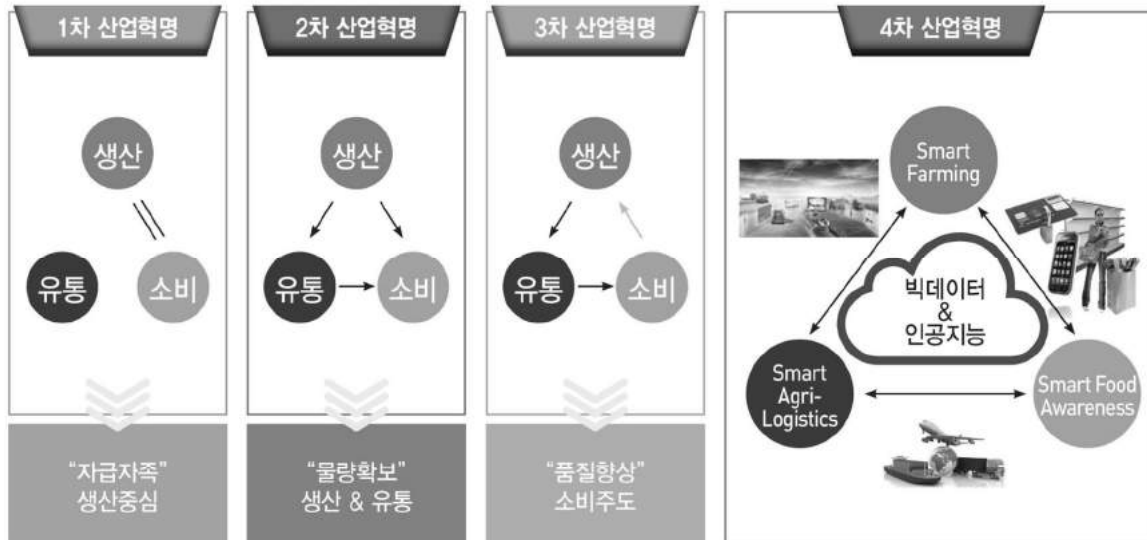 1차 산업혁명
생산
유통
소비
“자급자족”
생산중심
2차 산업혁명
생산
유통
소비
“물량확보”
생산 & 유통
3차 산업혁명
생산
유통
소비
“품질향상”
소비주도
4차 산업혁명
Smart
Farming
빅데이터
&
인공지능
Smart
Agri-
Logistics
Smart Food
Awareness